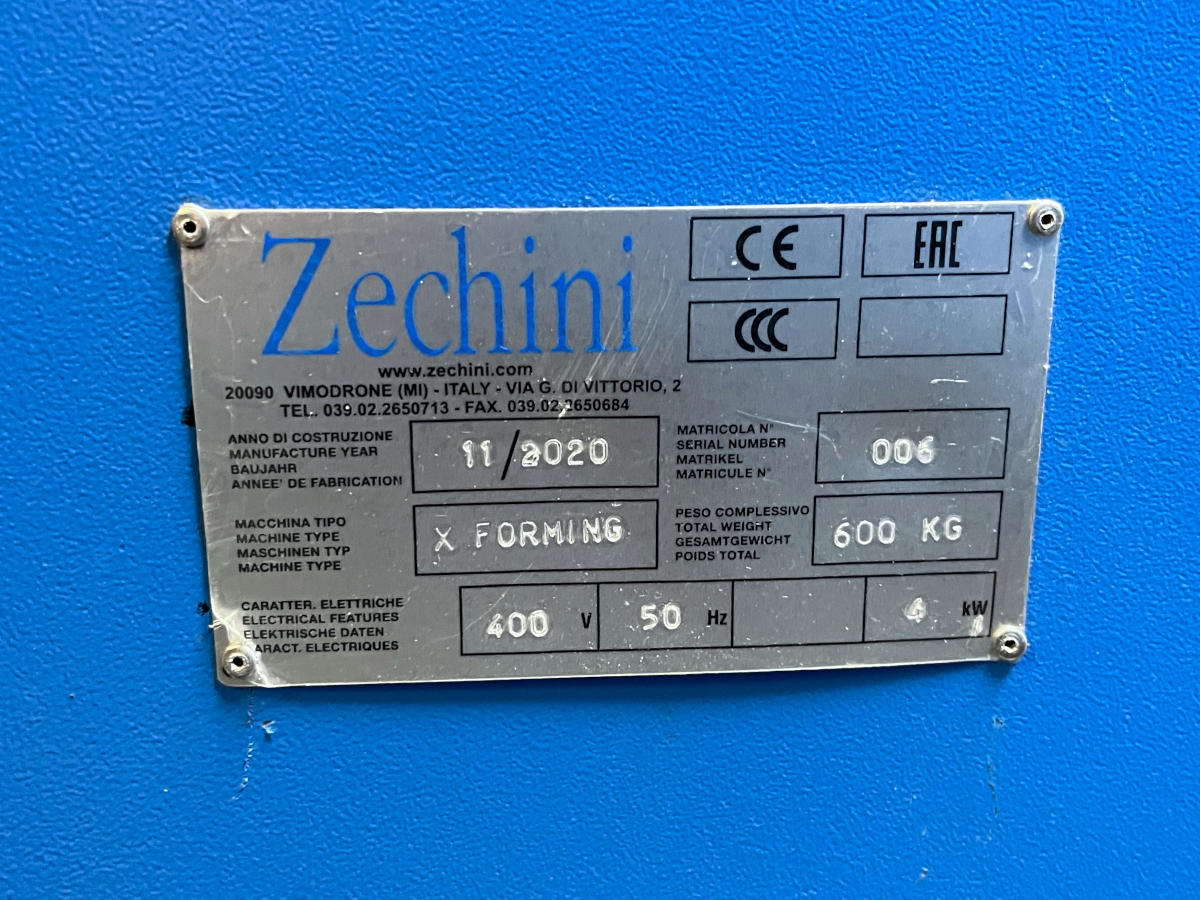 Zechini
CE
EAC
CCC
www.zechini.com
20090 VIMODRONE (MI) - ITALY - VIA G. DI VITTORIO, 2
TEL. 039.02.2650713 - FAX. 039.02.2650684
ANNO DI COSTRUZIONE
MANUFACTURE YEAR
BAUJAHR
ANNEE' DE FABRICATION
11/2020
MATRICOLA N°
SERIAL NUMBER
MATRIKEL
MATRICULE N°
006
MACCHINA TIPO
MACHINE TYPE
MASCHINEN TYP
MACHINE TYPE
X FORMING
PESO COMPLESSIVO
TOTAL WEIGHT
GESAMTGEWICHT
POIDS TOTAL
600 KG
CARATTER. ELETTRICHE
ELECTRICAL FEATURES
ELEKTRISCHE DATEN
CARACT. ELECTRIQUES
400 V
50 Hz
4 kW